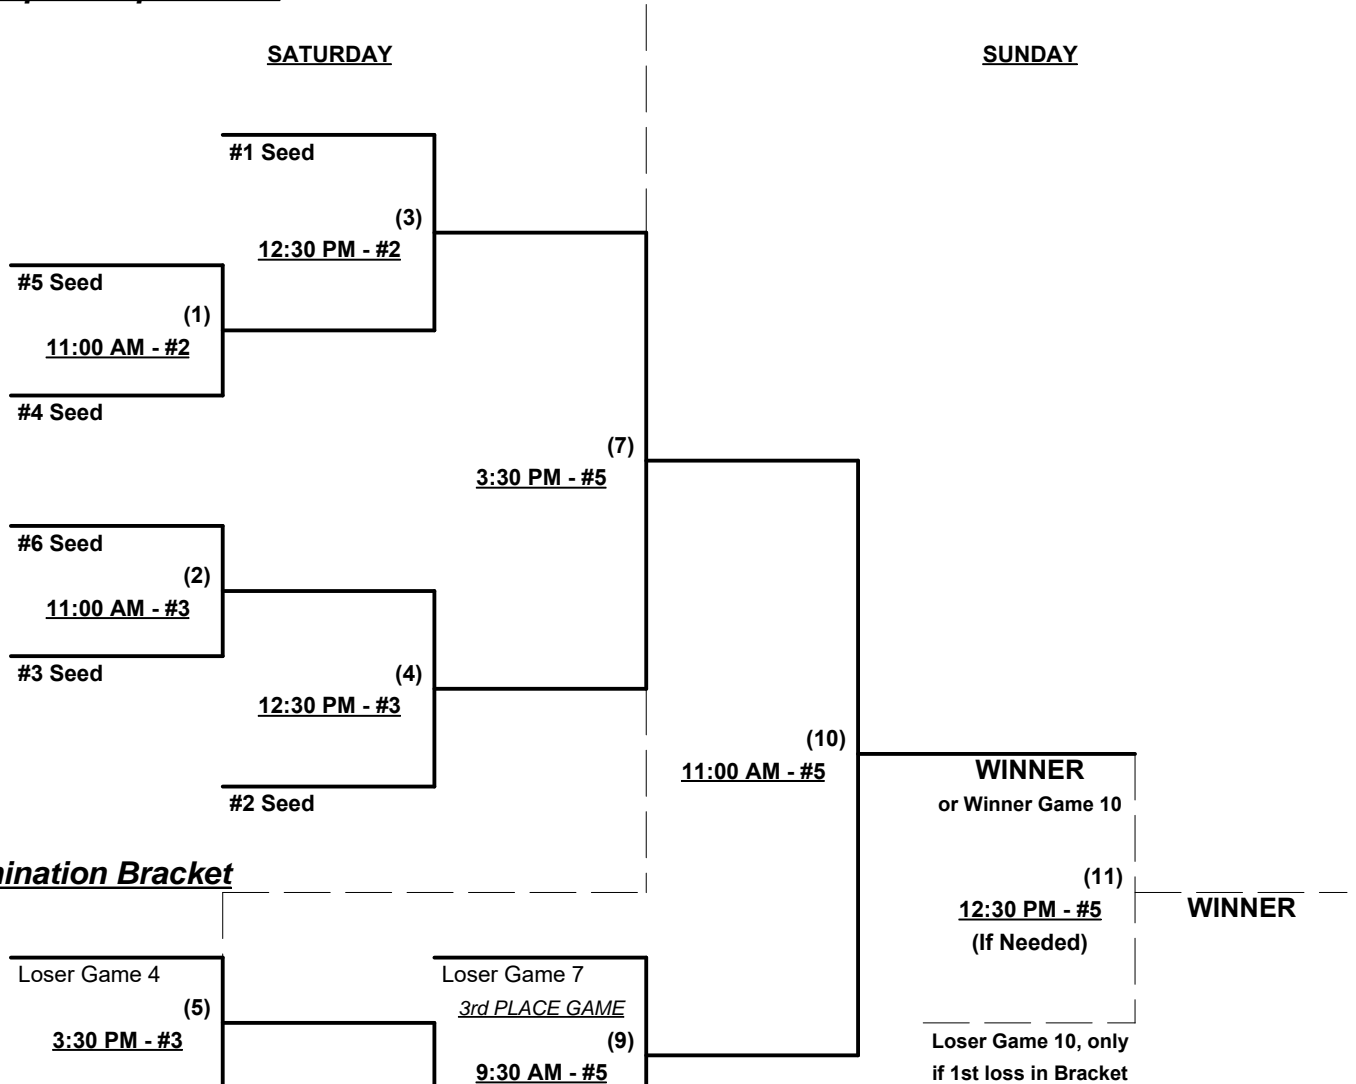 SATURDAY
SUNDAY
#1 Seed
(3)
12:30 PM - #2
#5 Seed
(1)
11:00 AM - #2
#4 Seed
(7)
3:30 PM - #5
#6 Seed
(2)
11:00 AM - #3
#3 Seed
(4)
12:30 PM - #3
#2 Seed
(10)
11:00 AM - #5
WINNER
or Winner Game 10
mination Bracket
(11)
12:30 PM - #5
(If Needed)
WINNER
Loser Game 4
(5)
3:30 PM - #3
Loser Game 7
3rd PLACE GAME
(9)
9:30 AM - #5
Loser Game 10, only
if 1st loss in Bracket